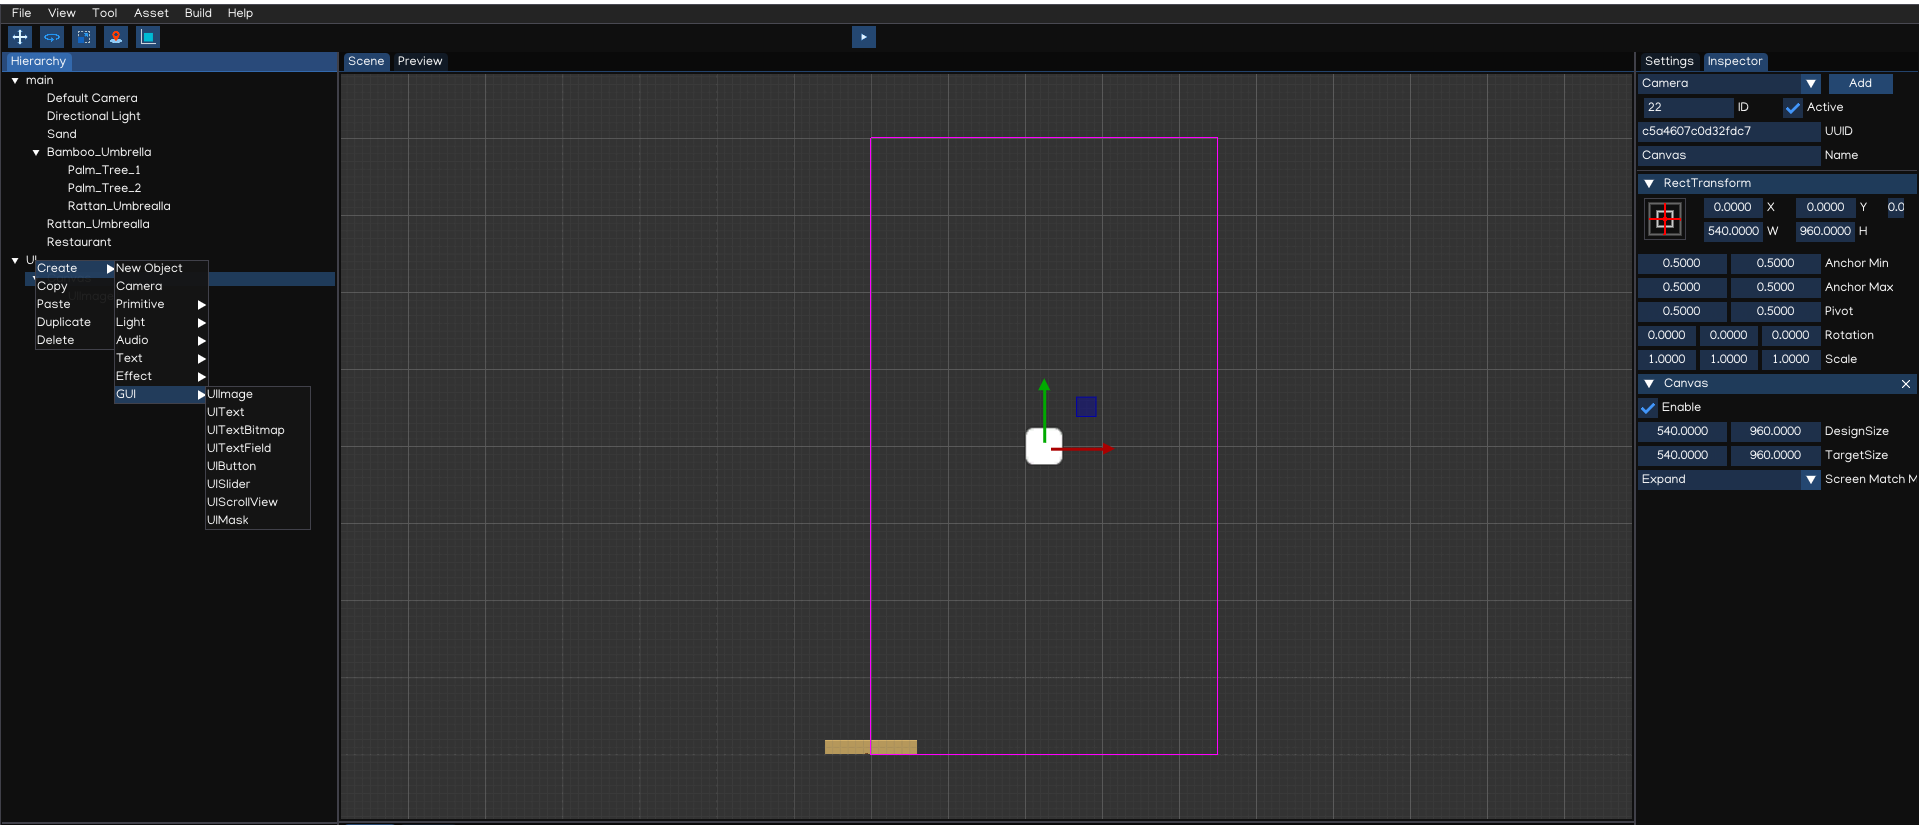 File View Tool Asset Build Help
Hierarchy
main
Default Camera
Directional Light
Sand
Bamboo_Umbrella
Palm_Tree_1
Palm_Tree_2
Rattan_Umbrealla
Rattan_Umbrealla
Restaurant
UI
Create
Copy
Paste
Duplicate
Delete
New Object
Camera
Primitive
Light
Audio
Text
Effect
GUI
UIImage
UIText
UITextBitmap
UITextField
UIButton
UISlider
UIScrollView
UIMask
Scene Preview
Settings Inspector
Camera Add
22 ID Active
c5a4607c0d32fdc7 UUID
Canvas Name
RectTransform
0.0000 X 0.0000 Y 0.0
540.0000 W 960.0000 H
0.5000 0.5000 Anchor Min
0.5000 0.5000 Anchor Max
0.5000 0.5000 Pivot
0.0000 0.0000 0.0000 Rotation
1.0000 1.0000 1.0000 Scale
Canvas
Enable
540.0000 960.0000 DesignSize
540.0000 960.0000 TargetSize
Expand Screen Match M